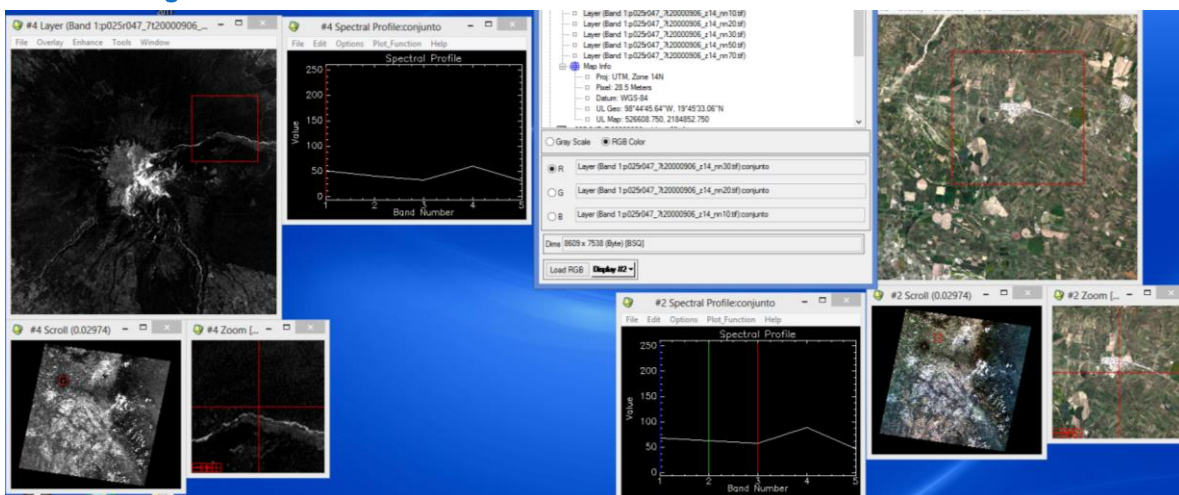 #4 Layer (Band 1:p025r047_7t20000906_...
File Overlay Enhance Tools Window
#4 Spectral Profile:conjunto
File Edit Options Plot_Function Help
Spectral Profile
250
200
150
100
50
0
Value
1 2 3 4 5
Band Number
#4 Scroll (0.02974)
#4 Zoom [...
Layer (Band 1:p025r047_7t20000906_z14_nn10.tif)
Layer (Band 1:p025r047_7t20000906_z14_nn20.tif)
Layer (Band 1:p025r047_7t20000906_z14_nn30.tif)
Layer (Band 1:p025r047_7t20000906_z14_nn50.tif)
Layer (Band 1:p025r047_7t20000906_z14_nn70.tif)
Map Info
Proj: UTM, Zone 14N
Pixel: 28.5 Meters
Datum: WGS-84
UL Geo: 98°44'45.64"W, 19°45'33.06"N
UL Map: 526608.750, 2184852.750
Gray Scale RGB Color
R Layer (Band 1:p025r047_7t20000906_z14_nn30.tif):conjunto
G Layer (Band 1:p025r047_7t20000906_z14_nn20.tif):conjunto
B Layer (Band 1:p025r047_7t20000906_z14_nn10.tif):conjunto
Dims 8609 x 7538 (Byte) [BSQ]
Load RGB Display #2
#2 Spectral Profile:conjunto
File Edit Options Plot_Function Help
Spectral Profile
250
200
150
100
50
0
Value
1 2 3 4 5
Band Number
#2 Scroll (0.02974)
#2 Zoom [...